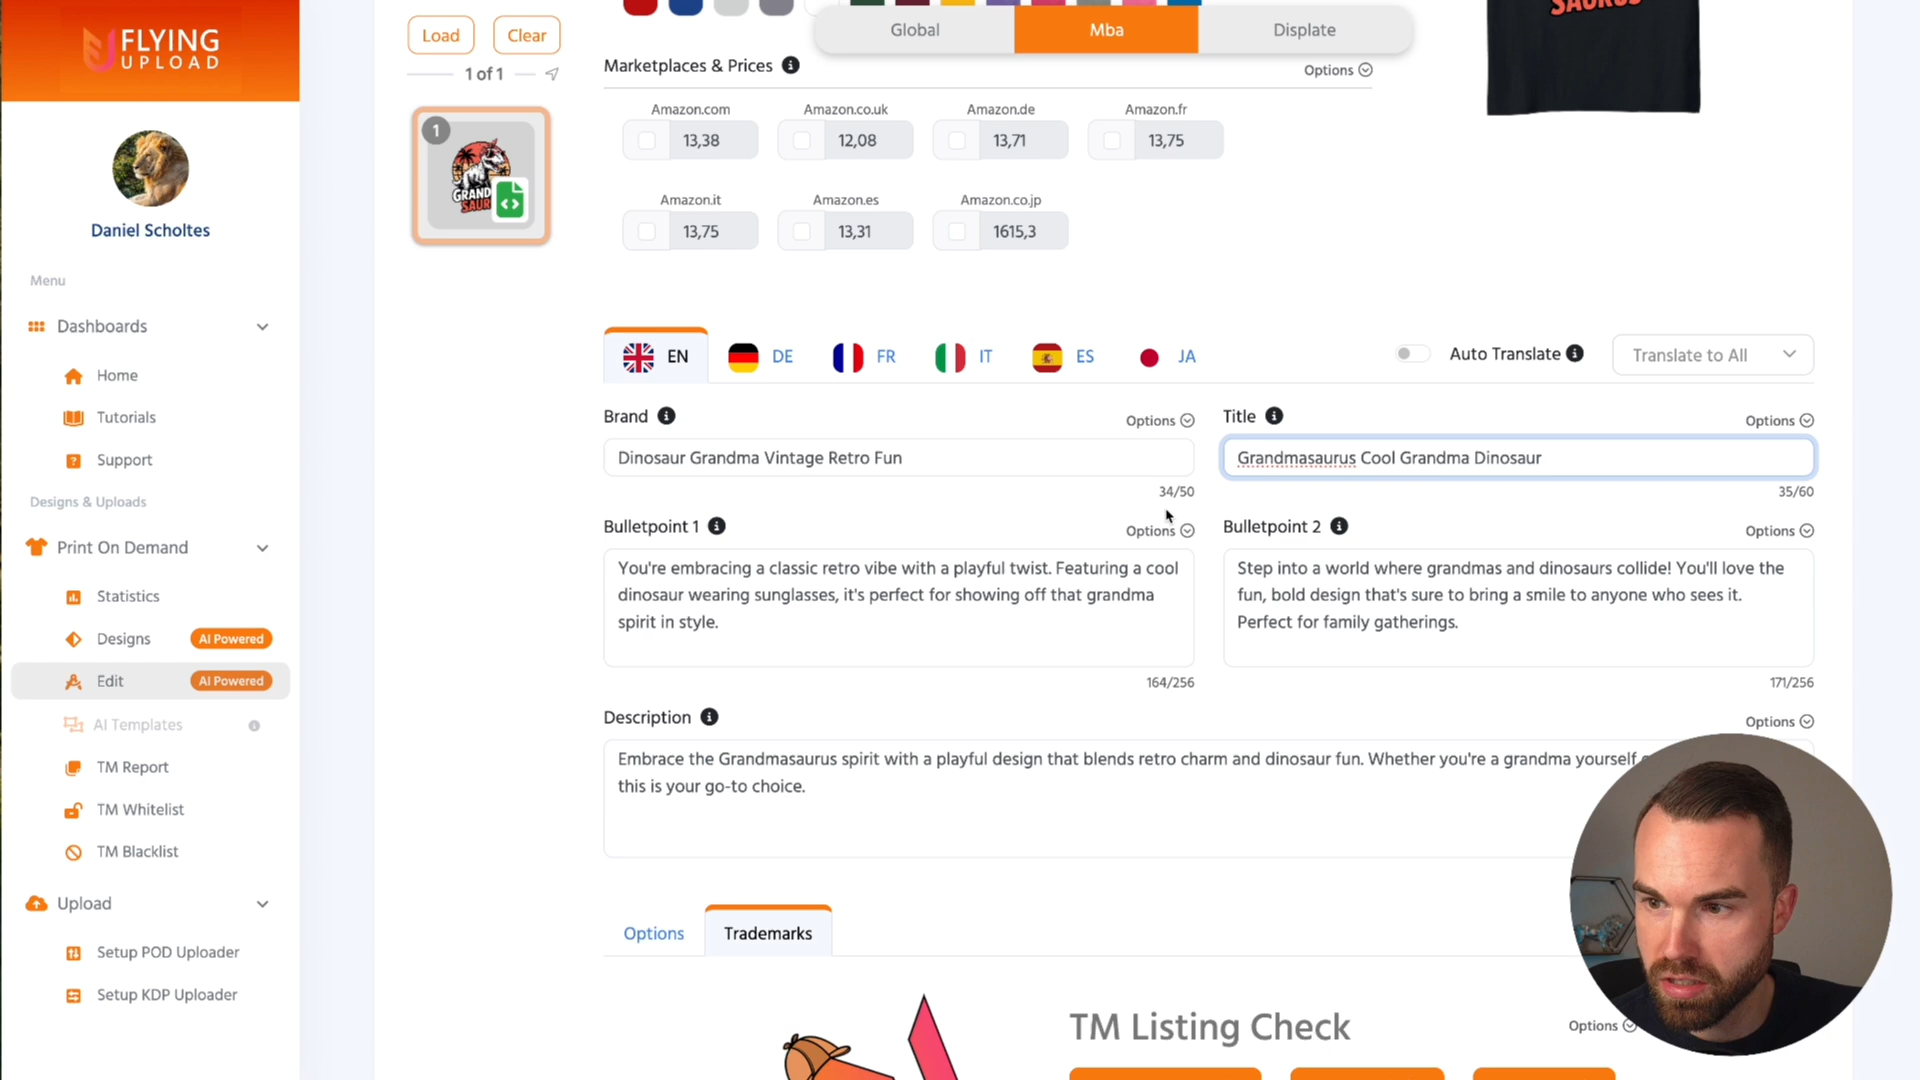 FLYING
UPLOAD
Daniel Scholtes
Menu
Dashboards
Home
Tutorials
Support
Designs & Uploads
Print On Demand
Statistics
Designs AI Powered
Edit AI Powered
AI Templates
TM Report
TM Whitelist
TM Blacklist
Upload
Setup POD Uploader
Setup KDP Uploader
Load Clear
1 of 1
1
GRAND
SAUR
Global Mba Displate
SAURUS
Marketplaces & Prices Options
Amazon.com Amazon.co.uk Amazon.de Amazon.fr
13,38 12,08 13,71 13,75
Amazon.it Amazon.es Amazon.co.jp
13,75 13,31 1615,3
EN DE FR IT ES JA Auto Translate Translate to All
Brand Options Title Options
Dinosaur Grandma Vintage Retro Fun Grandmasaurus Cool Grandma Dinosaur
34/50 35/60
Bulletpoint 1 Options Bulletpoint 2 Options
You're embracing a classic retro vibe with a playful twist. Featuring a cool
dinosaur wearing sunglasses, it's perfect for showing off that grandma
spirit in style.
164/256
Step into a world where grandmas and dinosaurs collide! You'll love the
fun, bold design that's sure to bring a smile to anyone who sees it.
Perfect for family gatherings.
171/256
Description Options
Embrace the Grandmasaurus spirit with a playful design that blends retro charm and dinosaur fun. Whether you're a grandma yourself
this is your go-to choice.
Options Trademarks
TM Listing Check Options